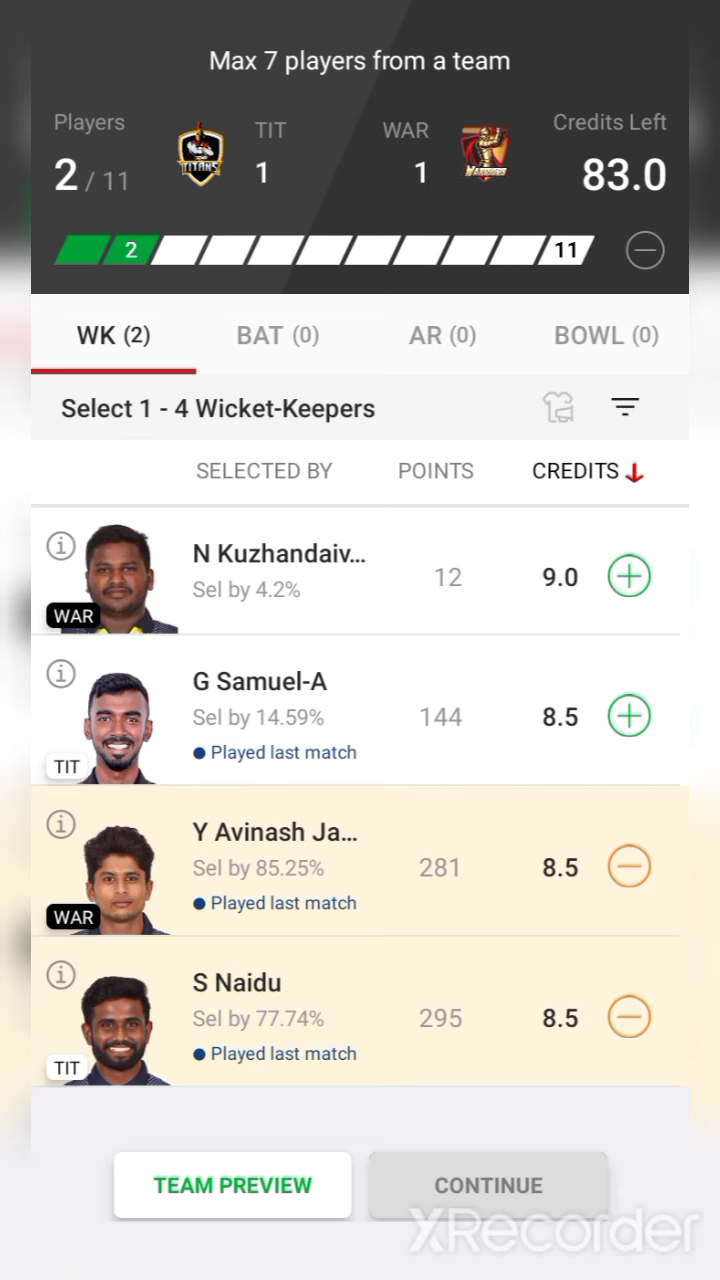 Max 7 players from a team
Players TIT WAR Credits Left
2 / 11 1 1 83.0
TITANS WARRIORS
2 11
WK (2) BAT (0) AR (0) BOWL (0)
Select 1 - 4 Wicket-Keepers
SELECTED BY POINTS CREDITS
N Kuzhandaiv...
Sel by 4.2% 12 9.0
WAR
G Samuel-A
Sel by 14.59% 144 8.5
Played last match
TIT
Y Avinash Ja...
Sel by 85.25% 281 8.5
Played last match
WAR
S Naidu
Sel by 77.74% 295 8.5
Played last match
TIT
TEAM PREVIEW CONTINUE
XRecorder